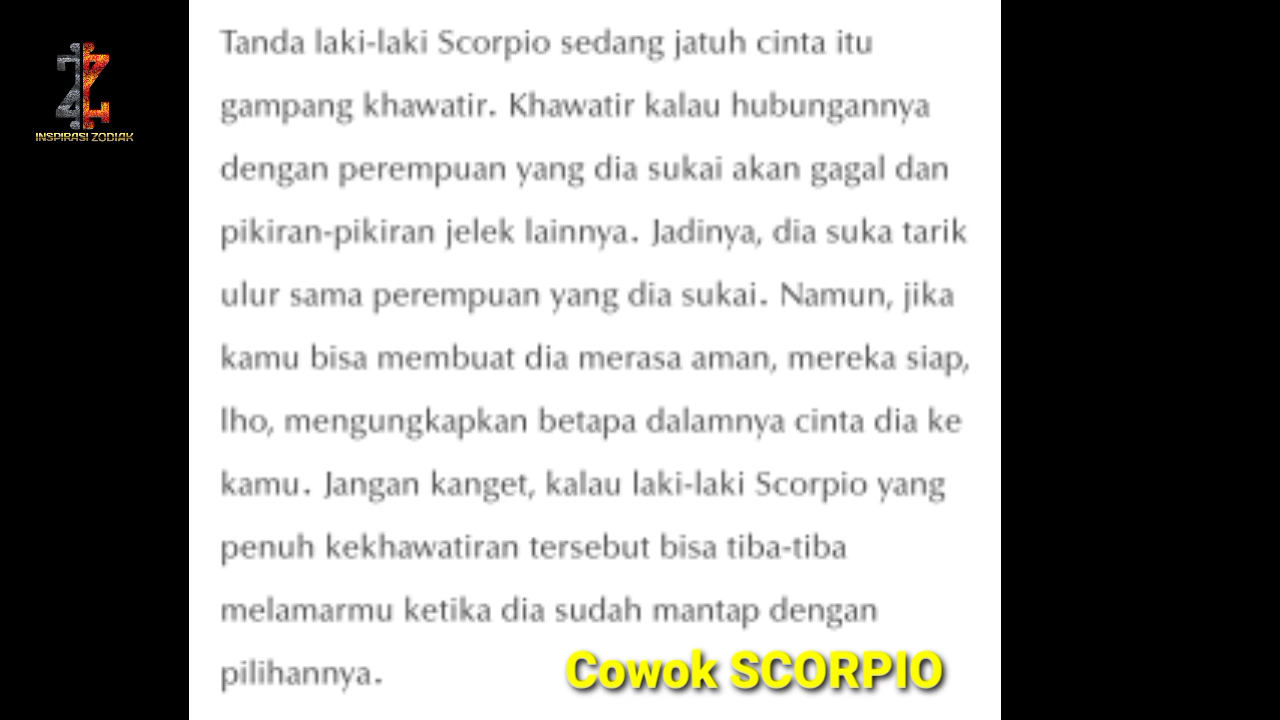 INSPIRASI ZODIAK
Tanda laki-laki Scorpio sedang jatuh cinta itu
gampang khawatir. Khawatir kalau hubungannya
dengan perempuan yang dia sukai akan gagal dan
pikiran-pikiran jelek lainnya. Jadinya, dia suka tarik
ulur sama perempuan yang dia sukai. Namun, jika
kamu bisa membuat dia merasa aman, mereka siap,
lho, mengungkapkan betapa dalamnya cinta dia ke
kamu. Jangan kanget, kalau laki-laki Scorpio yang
penuh kekhawatiran tersebut bisa tiba-tiba
melamarmu ketika dia sudah mantap dengan
pilihannya.
Cowok SCORPIO